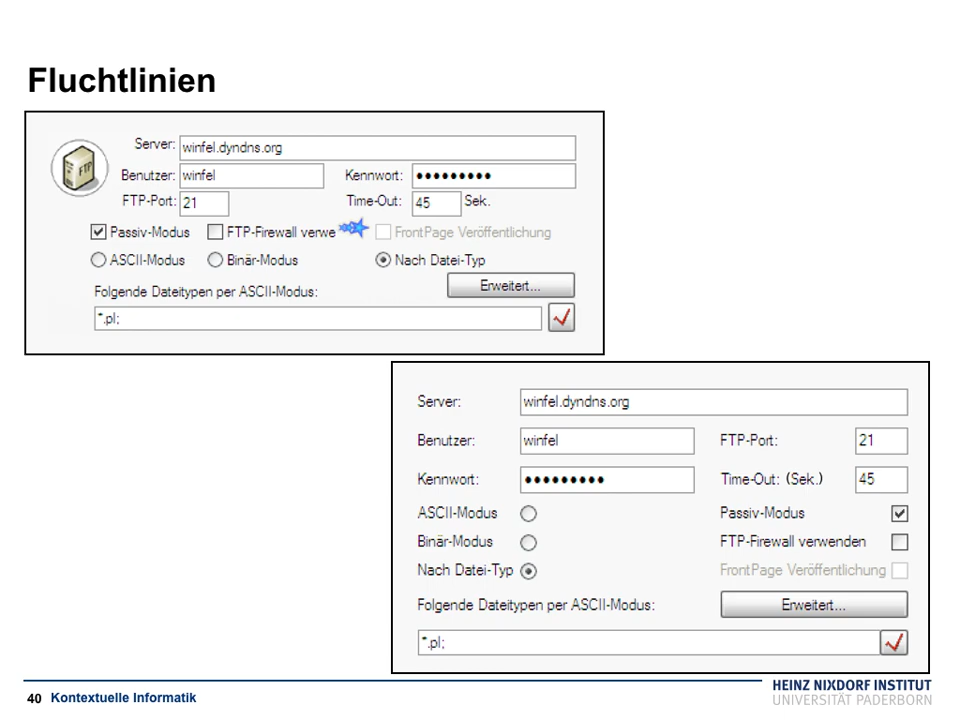 Fluchtlinien
Server: winfel.dyndns.org
FTP
Benutzer: winfel Kennwort: •••••••••
FTP-Port: 21 Time-Out: 45 Sek.
Passiv-Modus FTP-Firewall verwe FrontPage Veröffentlichung
ASCII-Modus Binär-Modus Nach Datei-Typ
Erweitert...
Folgende Dateitypen per ASCII-Modus:
*.pl;
Server: winfel.dyndns.org
Benutzer: winfel FTP-Port: 21
Kennwort: ••••••••• Time-Out: (Sek.) 45
ASCII-Modus Passiv-Modus
Binär-Modus FTP-Firewall verwenden
Nach Datei-Typ FrontPage Veröffentlichung
Folgende Dateitypen per ASCII-Modus: Erweitert...
*.pl;
40 Kontextuelle Informatik
HEINZ NIXDORF INSTITUT
UNIVERSITÄT PADERBORN